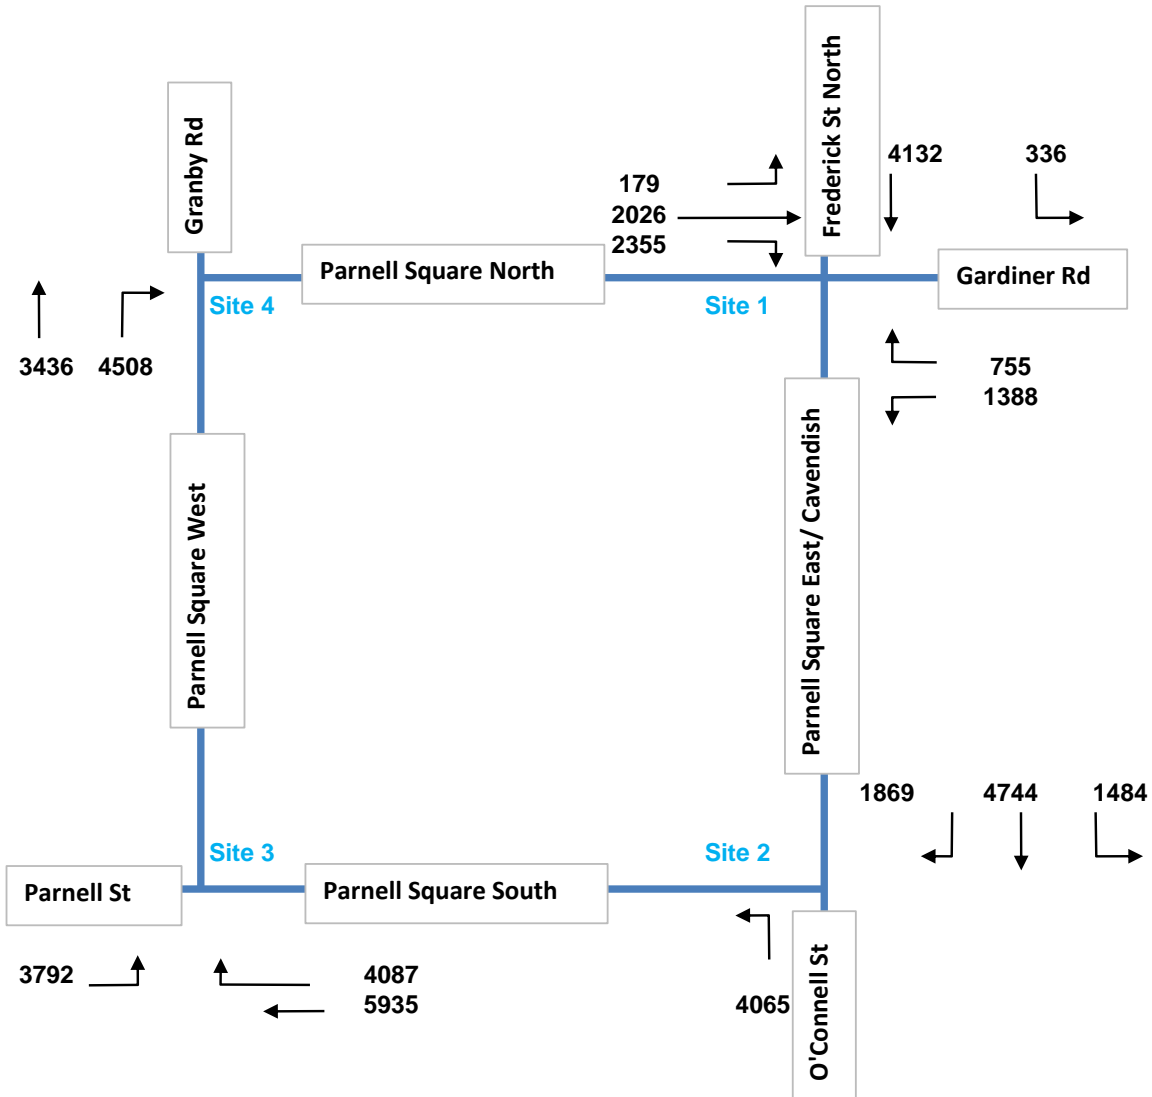 Frederick St North
Granby Rd
4132
336
179
2026
2355
Parnell Square North
Gardiner Rd
Site 4
Site 1
3436
4508
755
1388
Parnell Square West
Parnell Square East/ Cavendish
1869
4744
1484
Site 3
Site 2
Parnell St
Parnell Square South
3792
4087
5935
4065
O'Connell St